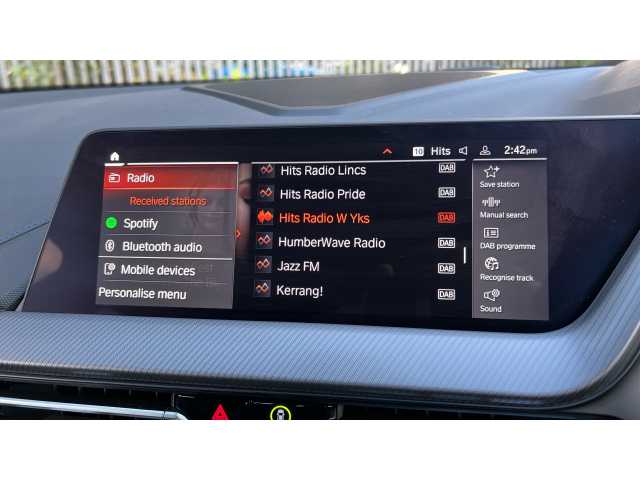 10 Hits 2:42pm
Radio
Received stations
Spotify
Bluetooth audio
Mobile devices
Personalise menu
Hits Radio Lincs DAB
Hits Radio Pride DAB
Hits Radio W Yks DAB
HumberWave Radio DAB
Jazz FM DAB
Kerrang! DAB
Save station
Manual search
DAB programme
Recognise track
Sound